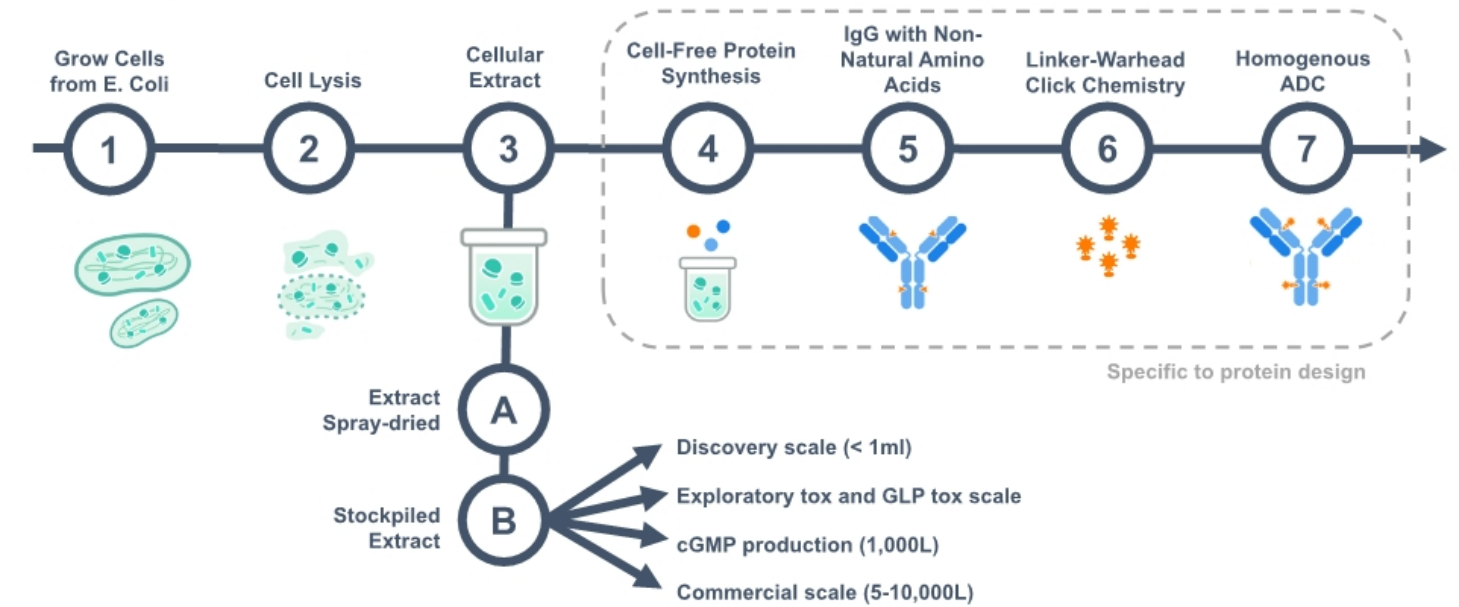 Grow Cells
from E. Coli
Cell Lysis
Cellular
Extract
Cell-Free Protein
Synthesis
IgG with Non-
Natural Amino
Acids
Linker-Warhead
Click Chemistry
Homogenous
ADC
1
2
3
4
5
6
7
Specific to protein design
Extract
Spray-dried
A
Stockpiled
Extract
B
Discovery scale (< 1ml)
Exploratory tox and GLP tox scale
cGMP production (1,000L)
Commercial scale (5-10,000L)